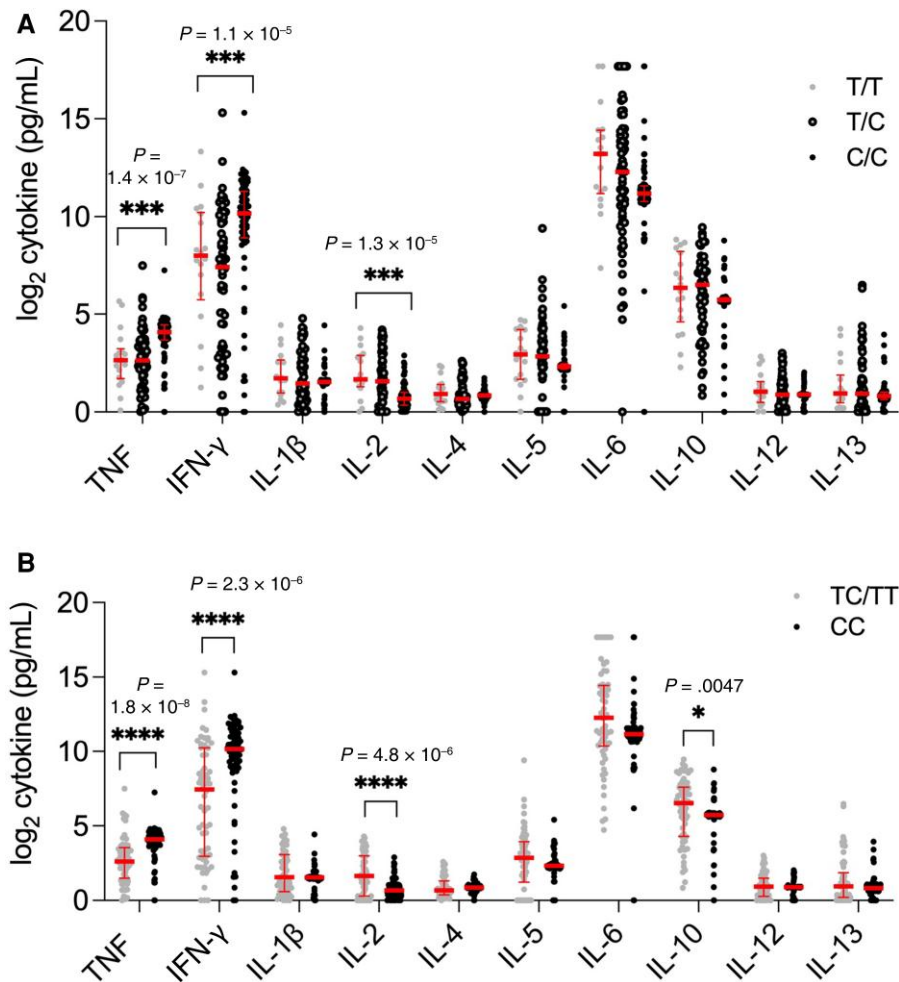 A
log₂ cytokine (pg/mL)
20
15
10
5
0
P = 1.1 × 10⁻⁵
***
P =
1.4 × 10⁻⁷
***
P = 1.3 × 10⁻⁵
***
T/T
T/C
C/C
TNF
IFN-γ
IL-1β
IL-2
IL-4
IL-5
IL-6
IL-10
IL-12
IL-13
B
log₂ cytokine (pg/mL)
20
15
10
5
0
P = 2.3 × 10⁻⁶
****
P =
1.8 × 10⁻⁸
****
P = 4.8 × 10⁻⁶
****
P = .0047
*
TC/TT
CC
TNF
IFN-γ
IL-1β
IL-2
IL-4
IL-5
IL-6
IL-10
IL-12
IL-13